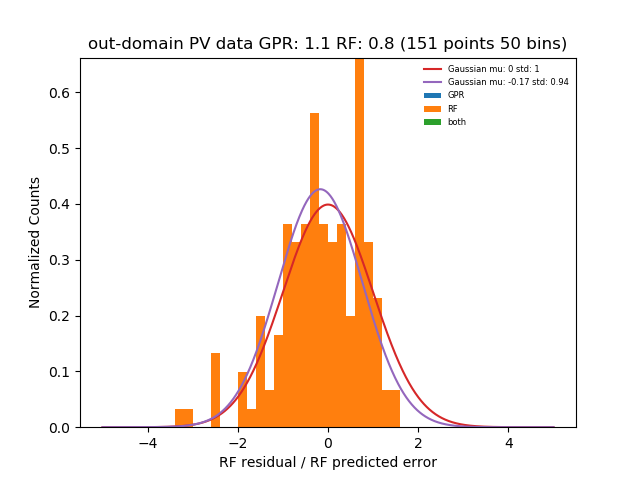 out-domain PV data GPR: 1.1 RF: 0.8 (151 points 50 bins)
Gaussian mu: 0 std: 1
Gaussian mu: -0.17 std: 0.94
GPR
RF
both
Normalized Counts
0.6
0.5
0.4
0.3
0.2
0.1
0.0
−4 −2 0 2 4
RF residual / RF predicted error